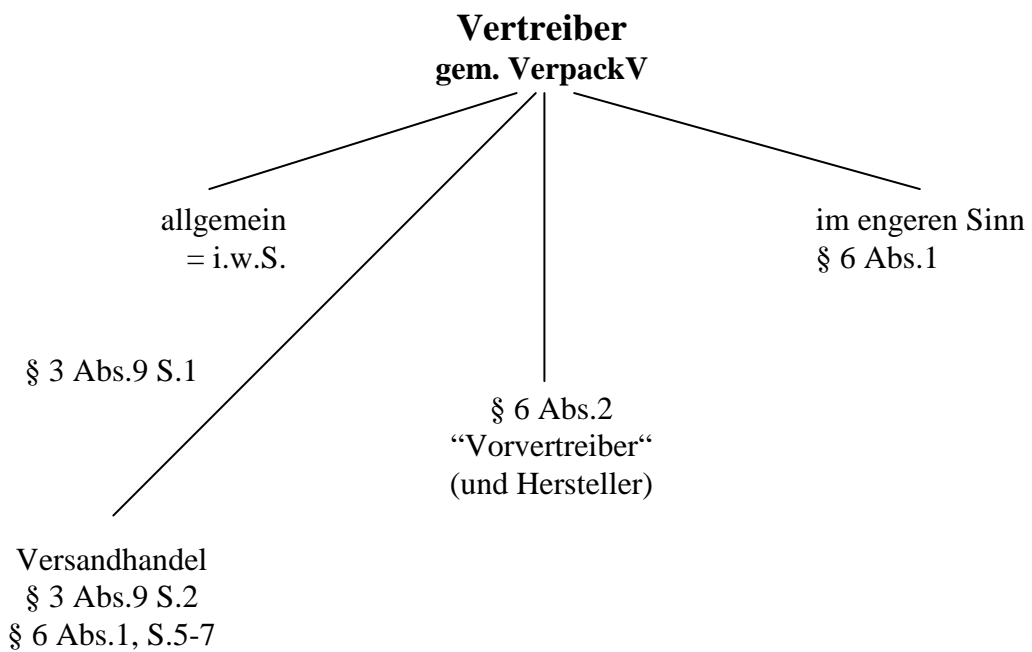 Vertreiber
gem. VerpackV
allgemein
= i.w.S.
im engeren Sinn
§ 6 Abs.1
§ 3 Abs.9 S.1
§ 6 Abs.2
“Vorvertreiber“
(und Hersteller)
Versandhandel
§ 3 Abs.9 S.2
§ 6 Abs.1, S.5-7